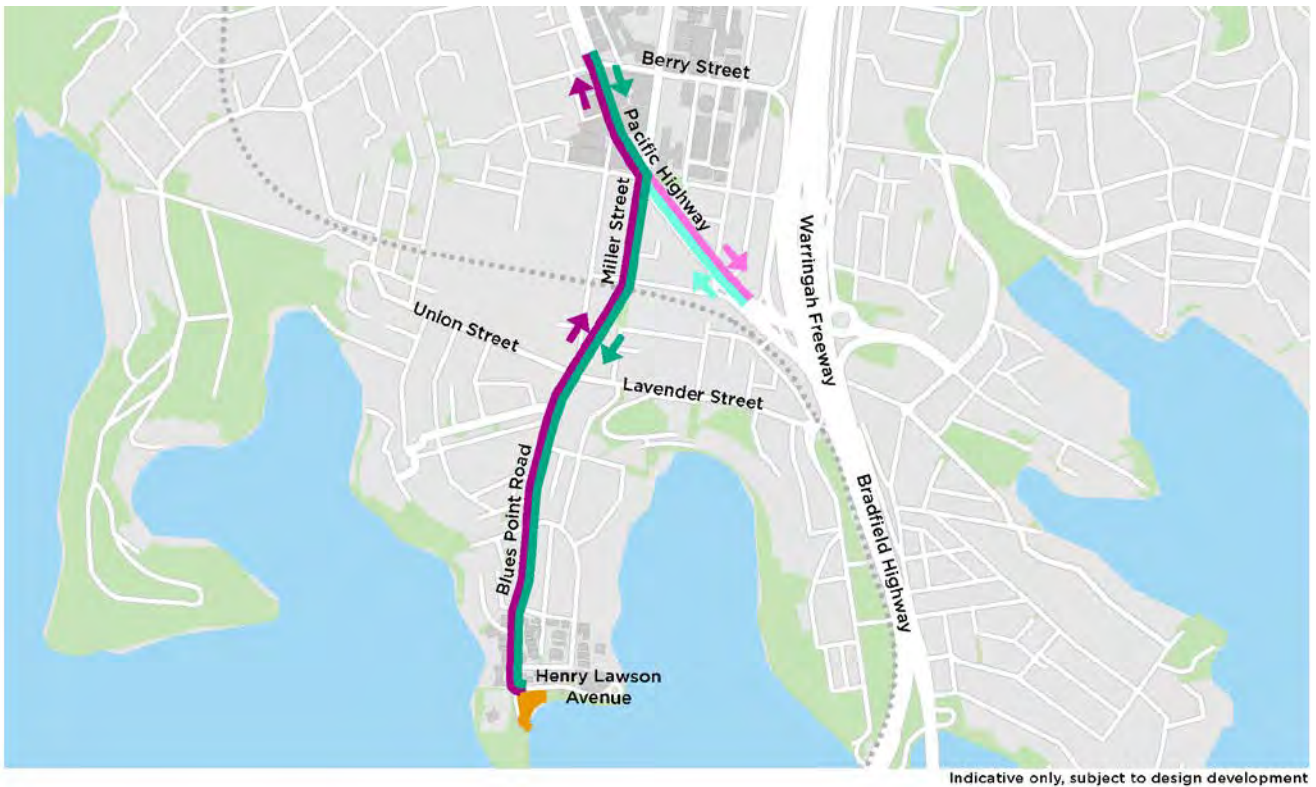 Berry Street
Pacific Highway
Miller Street
Warringah Freeway
Union Street
Lavender Street
Blues Point Road
Bradfield Highway
Henry Lawson
Avenue
Indicative only, subject to design development